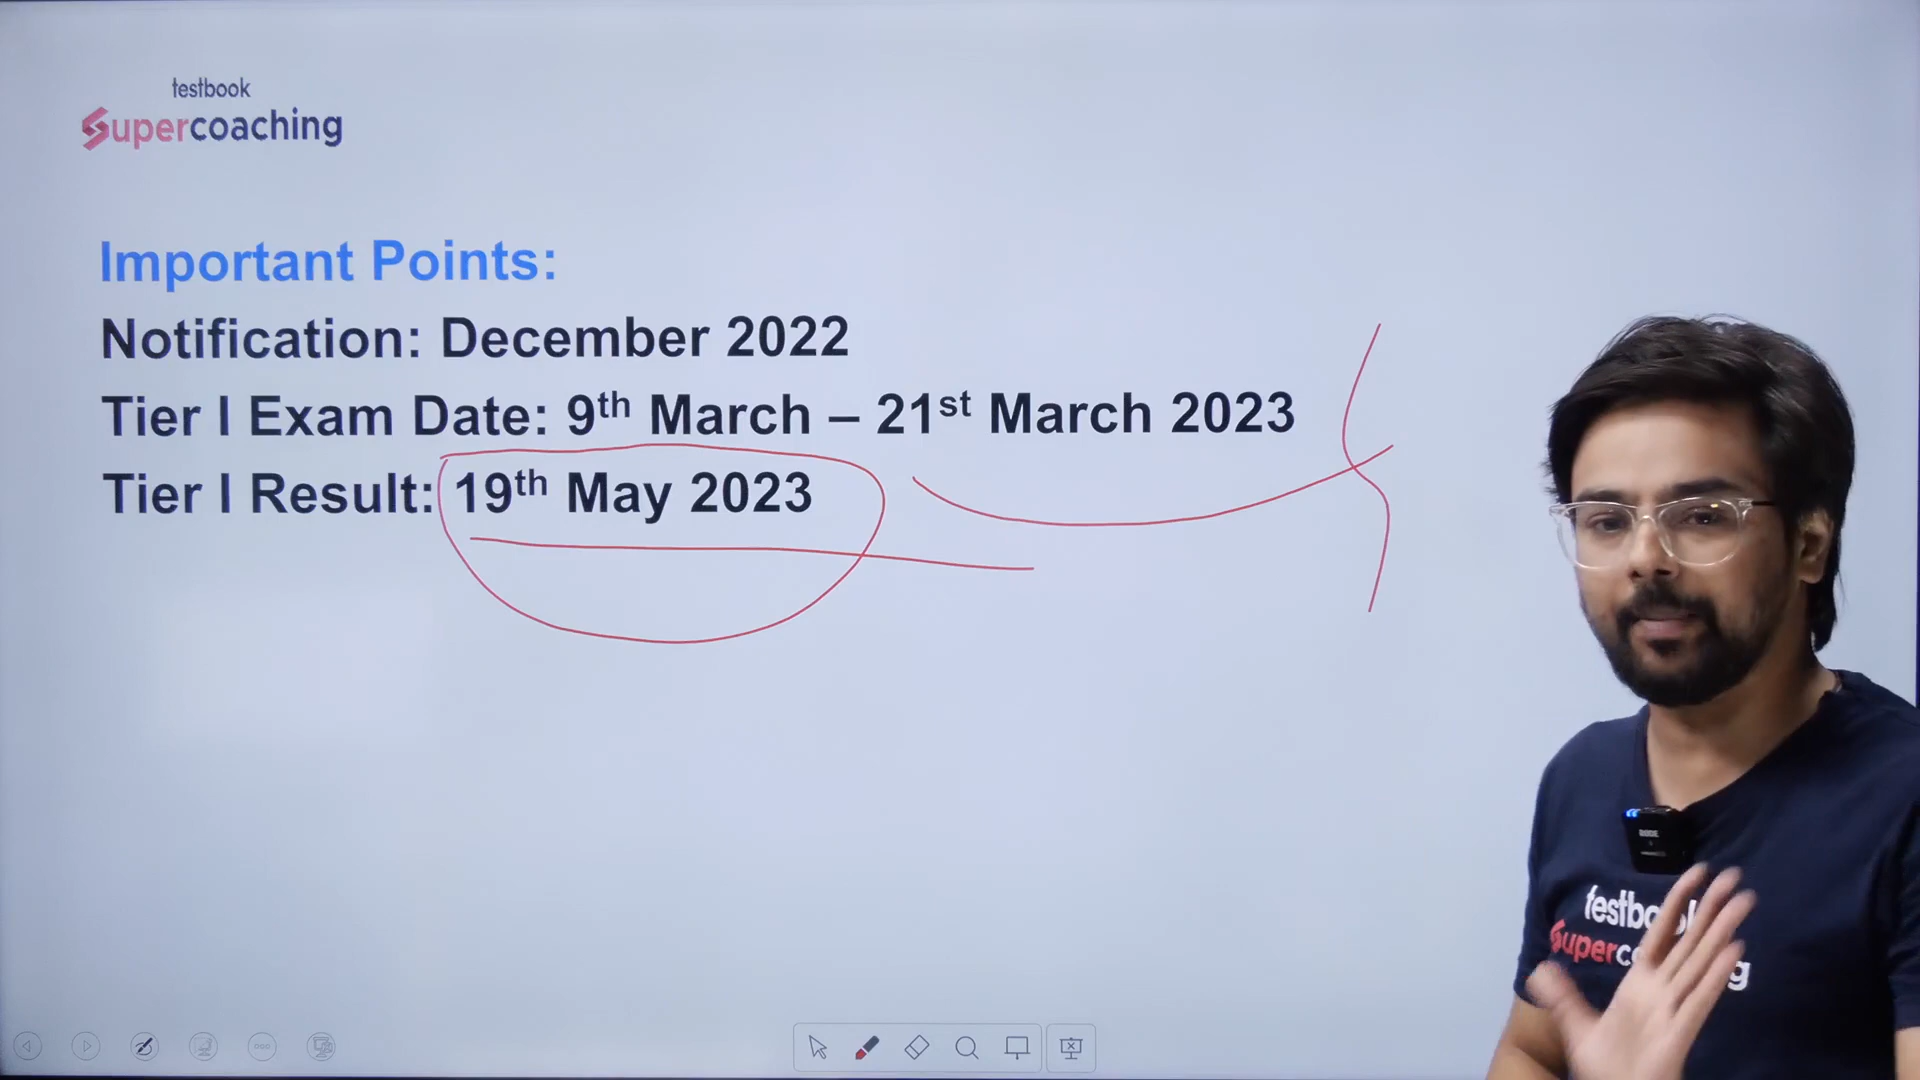 testbook
Supercoaching
Important Points:
Notification: December 2022
Tier I Exam Date: 9th March – 21st March 2023
Tier I Result: 19th May 2023
testbook
Superco g